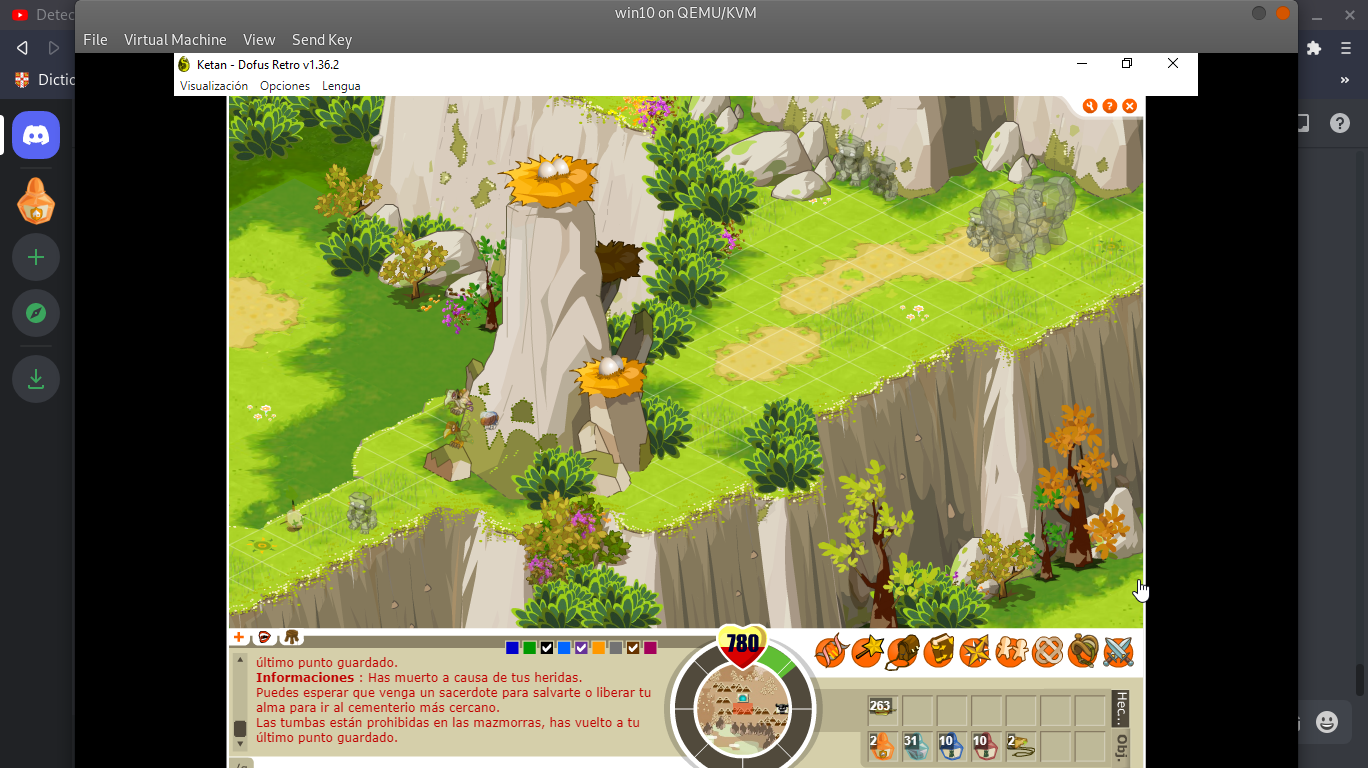 Detec
win10 on QEMU/KVM
File Virtual Machine View Send Key
Dictio
Ketan - Dofus Retro v1.36.2
Visualización Opciones Lengua
780
último punto guardado.
Informaciones : Has muerto a causa de tus heridas.
Puedes esperar que venga un sacerdote para salvarte o liberar tu
alma para ir al cementerio más cercano.
Las tumbas están prohibidas en las mazmorras, has vuelto a tu
último punto guardado.
263
Hec...
2 31 10 10 2
Obj.